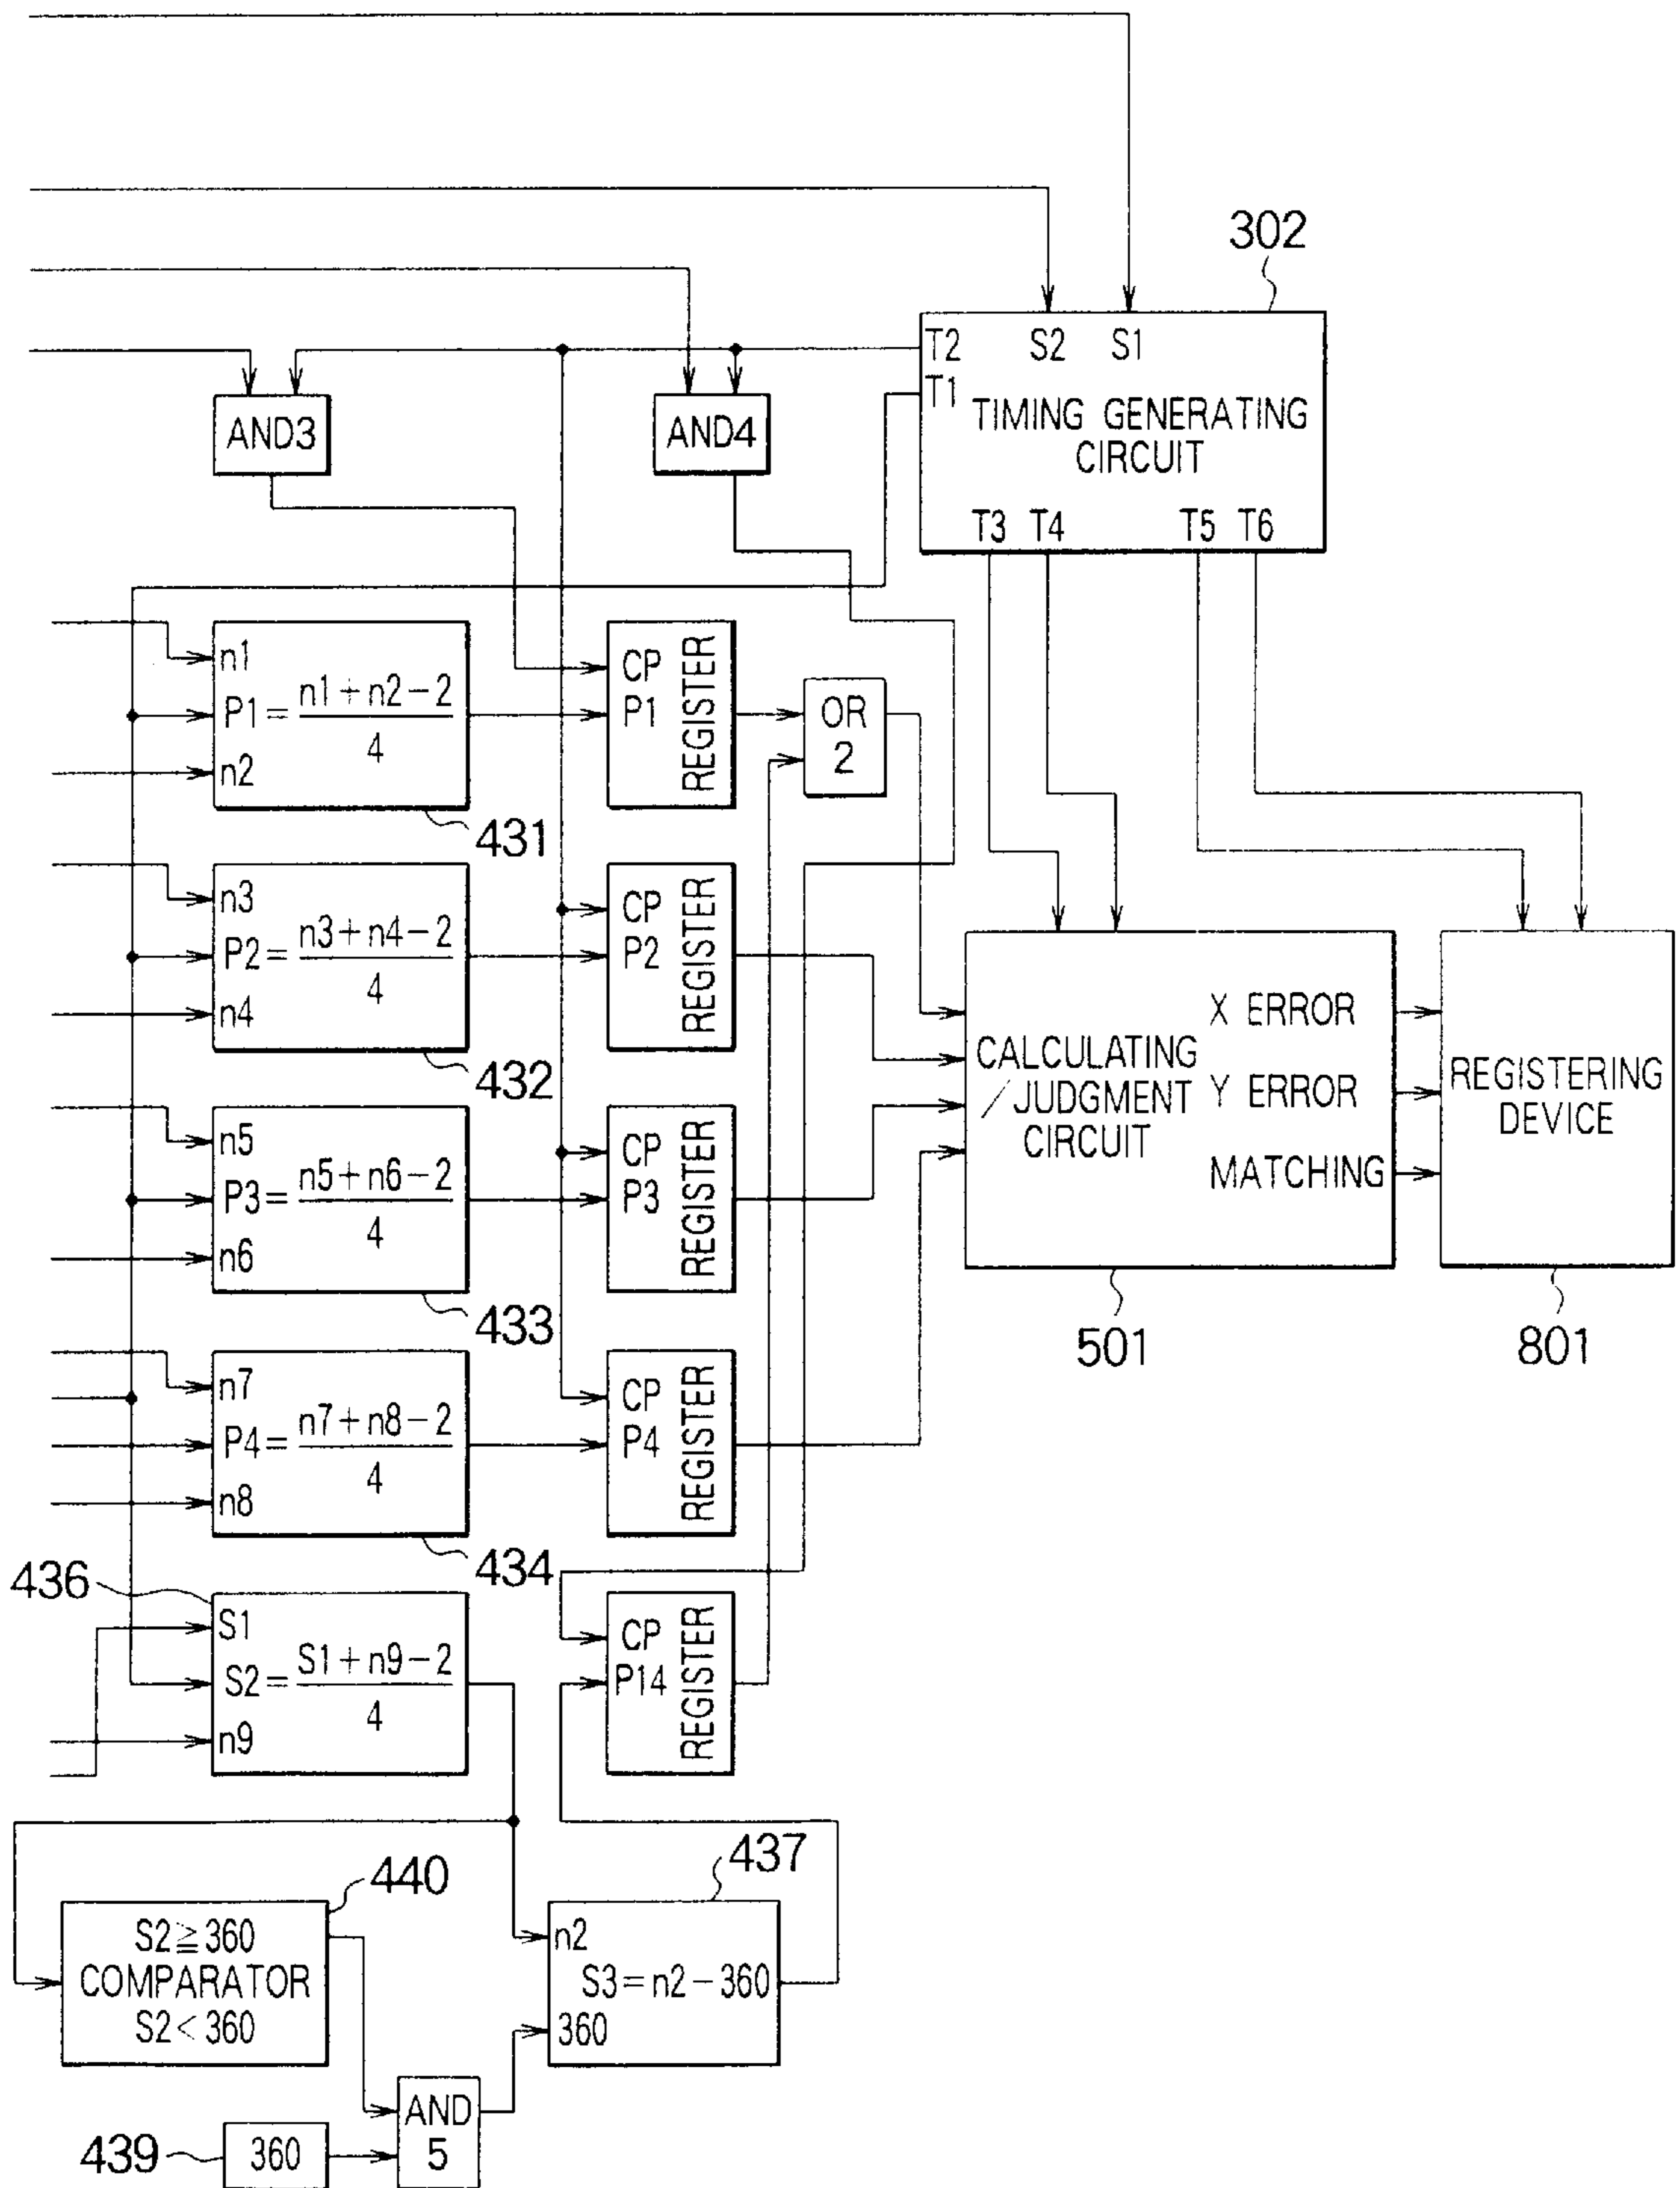 302
T2 S2 S1
T1
TIMING GENERATING
CIRCUIT
T3 T4 T5 T6
AND3
AND4
n1
P1 = n1 + n2 − 2
4
n2
431
CP
P1
REGISTER
OR
2
n3
P2 = n3 + n4 − 2
4
n4
432
CP
P2
REGISTER
n5
P3 = n5 + n6 − 2
4
n6
433
CP
P3
REGISTER
CALCULATING
/JUDGMENT
CIRCUIT
X ERROR
Y ERROR
MATCHING
501
REGISTERING
DEVICE
801
n7
P4 = n7 + n8 − 2
4
n8
434
CP
P4
REGISTER
436
S1
S2 = S1 + n9 − 2
4
n9
CP
P14
REGISTER
440
S2 ≧ 360
COMPARATOR
S2 < 360
437
n2
S3 = n2 − 360
360
AND
5
439
360